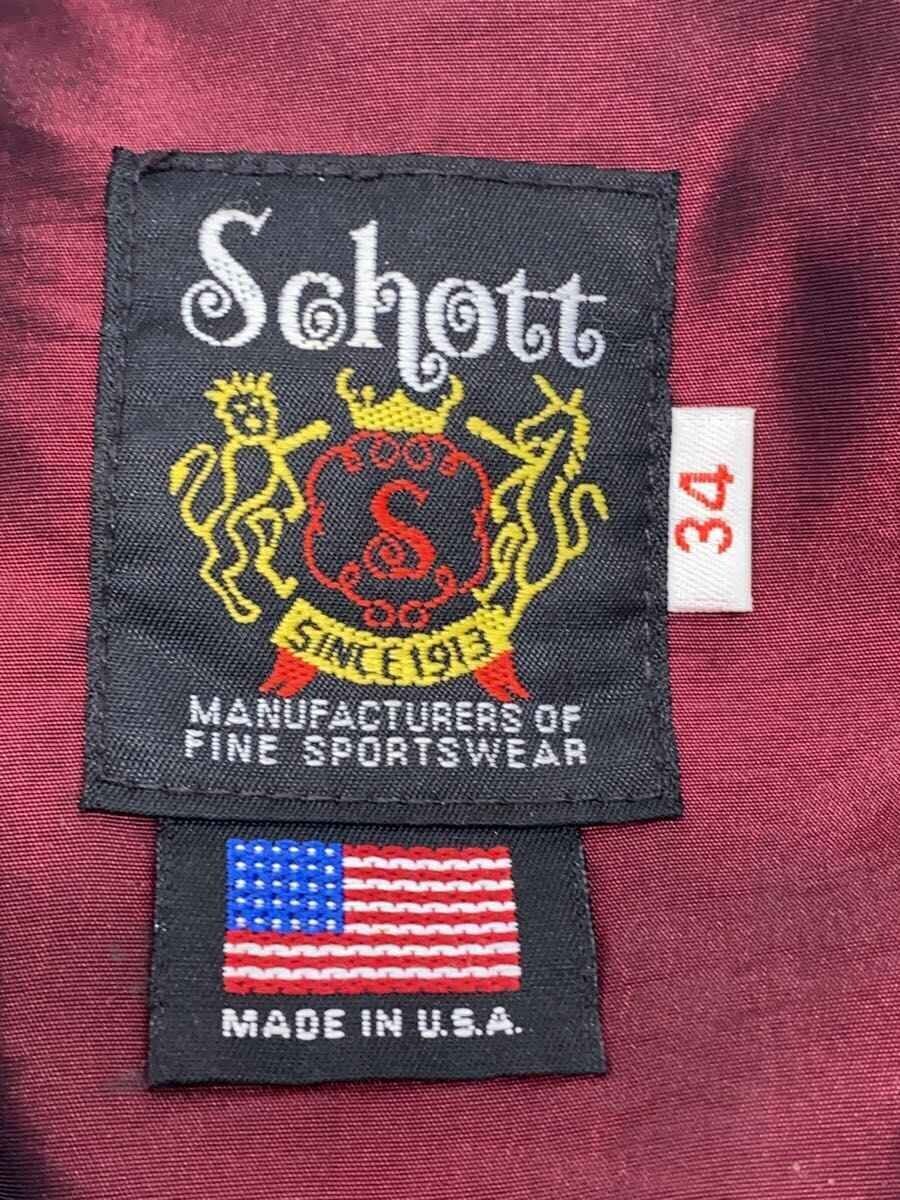 Schott
S
SINCE 1913
MANUFACTURERS OF
FINE SPORTSWEAR
34
MADE IN U.S.A.